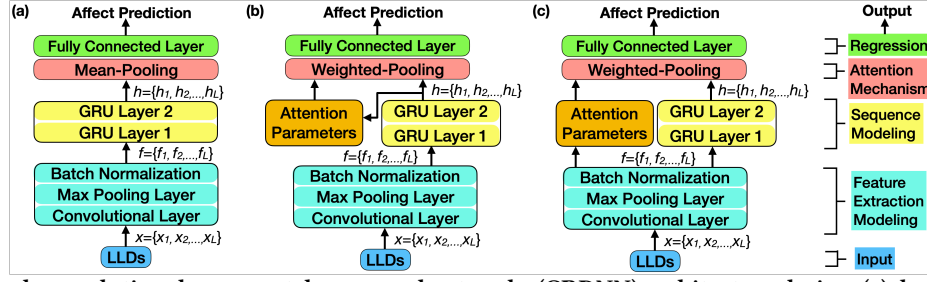 (a)
Affect Prediction
Fully Connected Layer
Mean-Pooling
h={h1, h2,...,hL}
GRU Layer 2
GRU Layer 1
f={f1, f2,...,fL}
Batch Normalization
Max Pooling Layer
Convolutional Layer
x={x1, x2,...,xL}
LLDs
(b)
Affect Prediction
Fully Connected Layer
Weighted-Pooling
h={h1, h2,...,hL}
Attention
Parameters
GRU Layer 2
GRU Layer 1
f={f1, f2,...,fL}
Batch Normalization
Max Pooling Layer
Convolutional Layer
x={x1, x2,...,xL}
LLDs
(c)
Affect Prediction
Fully Connected Layer
Weighted-Pooling
h={h1, h2,...,hL}
Attention
Parameters
GRU Layer 2
GRU Layer 1
f={f1, f2,...,fL}
Batch Normalization
Max Pooling Layer
Convolutional Layer
x={x1, x2,...,xL}
LLDs
Output
Regression
Attention
Mechanism
Sequence
Modeling
Feature
Extraction
Modeling
Input